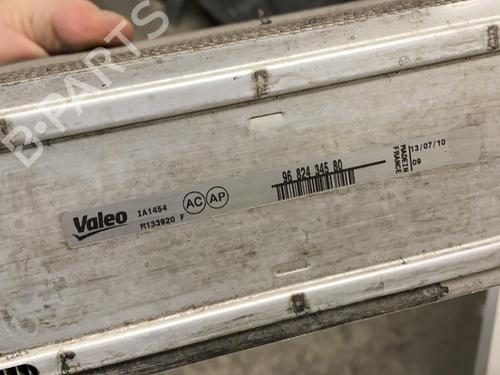 B-PARTS
Valeo
IA1454
M133920 F
AC AP
96 824 345 80
MADE IN
FRANCE
13/07/10
09